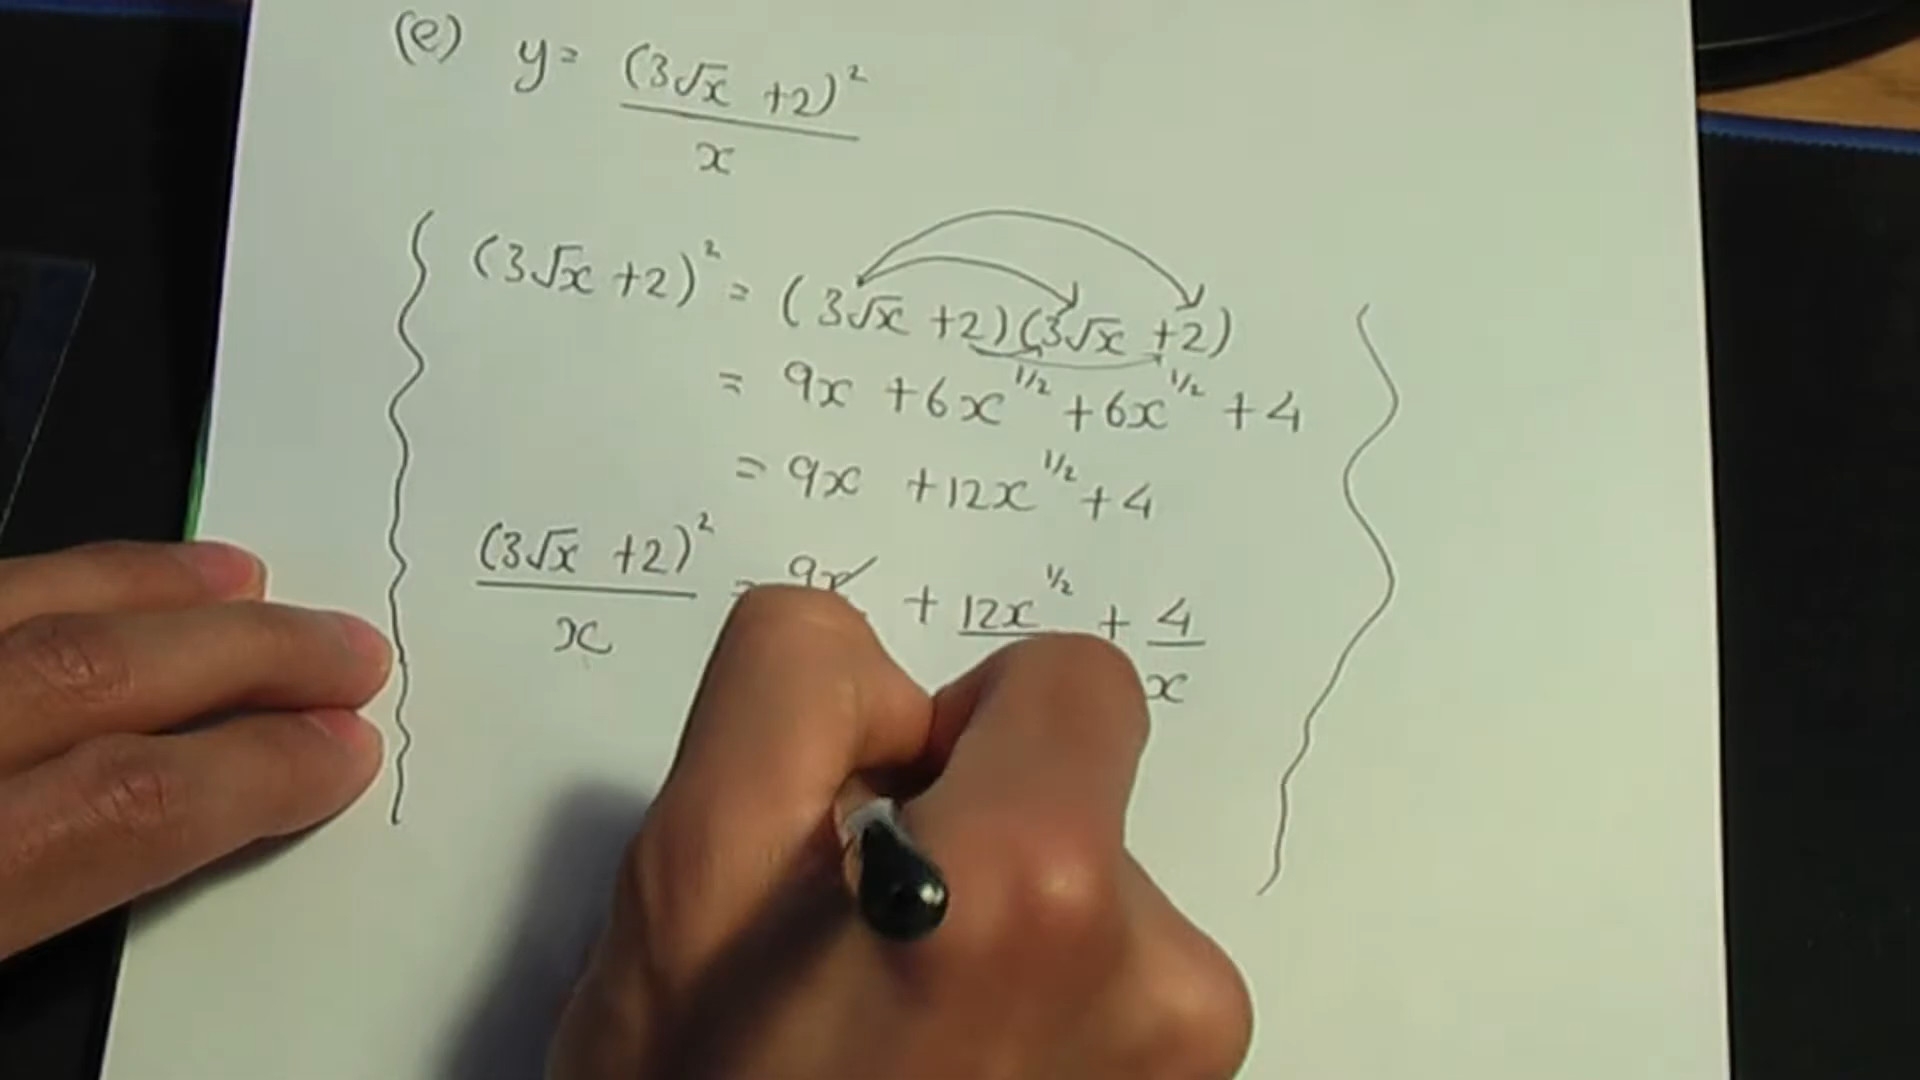 (e) y = (3√x + 2)²
x
(3√x + 2)² = (3√x + 2)(3√x + 2)
= 9x + 6x^1/2 + 6x^1/2 + 4
= 9x + 12x^1/2 + 4
(3√x + 2)² = 9x + 12x^1/2 + 4
x x